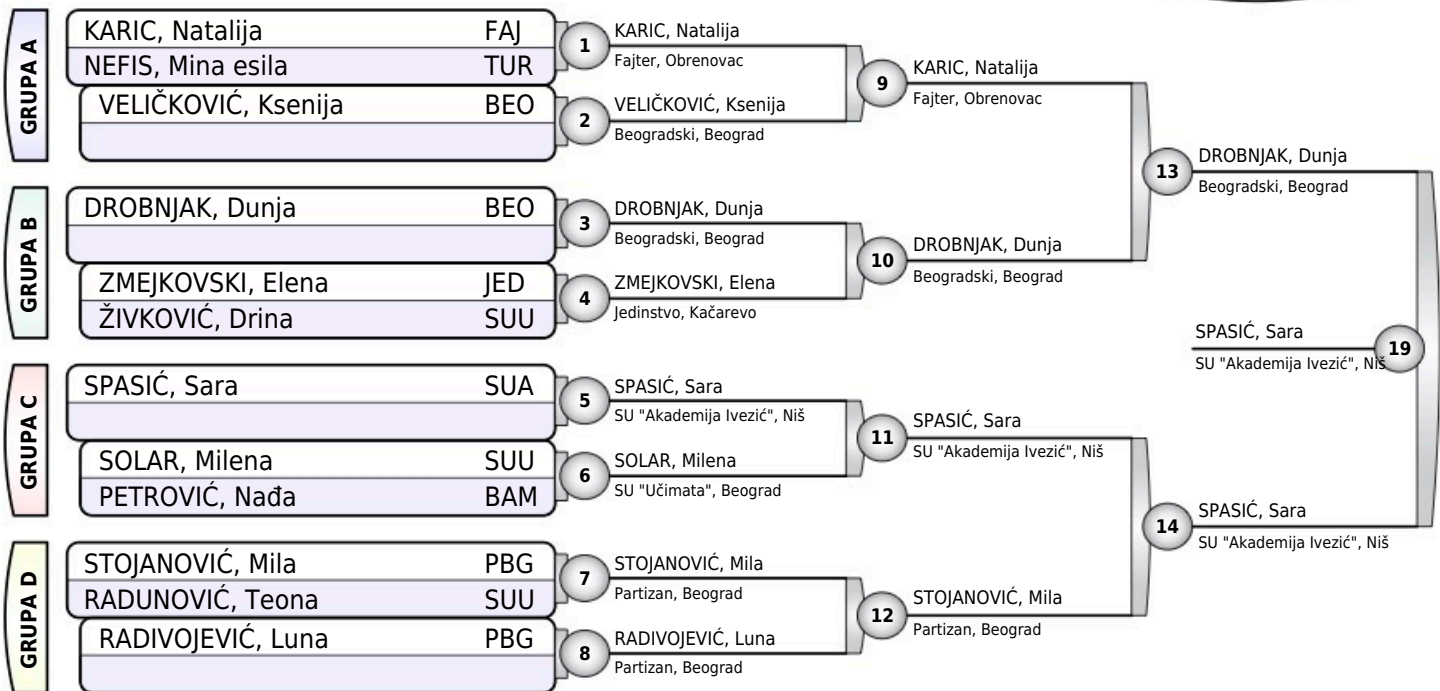 GRUPA A
KARIC, Natalija FAJ
NEFIS, Mina esila TUR
VELIČKOVIĆ, Ksenija BEO
1
KARIC, Natalija
Fajter, Obrenovac
2
VELIČKOVIĆ, Ksenija
Beogradski, Beograd
9
KARIC, Natalija
Fajter, Obrenovac
GRUPA B
DROBNJAK, Dunja BEO
ZMEJKOVSKI, Elena JED
ŽIVKOVIĆ, Drina SUU
3
DROBNJAK, Dunja
Beogradski, Beograd
4
ZMEJKOVSKI, Elena
Jedinstvo, Kačarevo
10
DROBNJAK, Dunja
Beogradski, Beograd
13
DROBNJAK, Dunja
Beogradski, Beograd
GRUPA C
SPASIĆ, Sara SUA
SOLAR, Milena SUU
PETROVIĆ, Nađa BAM
5
SPASIĆ, Sara
SU "Akademija Ivezić", Niš
6
SOLAR, Milena
SU "Učimata", Beograd
11
SPASIĆ, Sara
SU "Akademija Ivezić", Niš
GRUPA D
STOJANOVIĆ, Mila PBG
RADUNOVIĆ, Teona SUU
RADIVOJEVIĆ, Luna PBG
7
STOJANOVIĆ, Mila
Partizan, Beograd
8
RADIVOJEVIĆ, Luna
Partizan, Beograd
12
STOJANOVIĆ, Mila
Partizan, Beograd
14
SPASIĆ, Sara
SU "Akademija Ivezić", Niš
SPASIĆ, Sara
SU "Akademija Ivezić", Niš
19